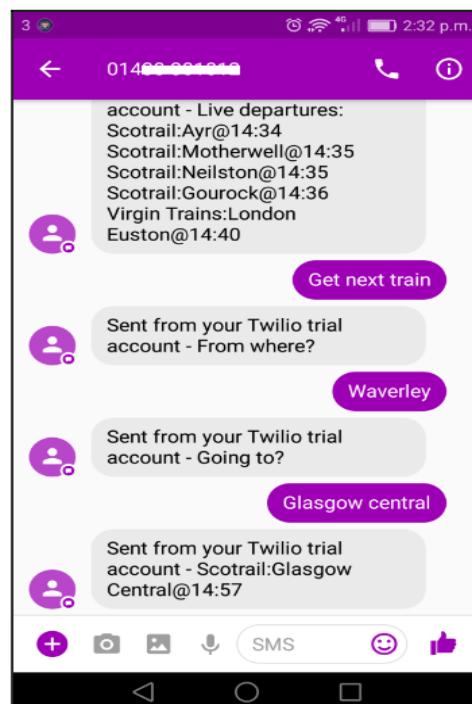 3
4G
2:32 p.m.
014
account - Live departures:
Scotrail:Ayr@14:34
Scotrail:Motherwell@14:35
Scotrail:Neilston@14:35
Scotrail:Gourock@14:36
Virgin Trains:London
Euston@14:40
Get next train
Sent from your Twilio trial
account - From where?
Waverley
Sent from your Twilio trial
account - Going to?
Glasgow central
Sent from your Twilio trial
account - Scotrail:Glasgow
Central@14:57
SMS